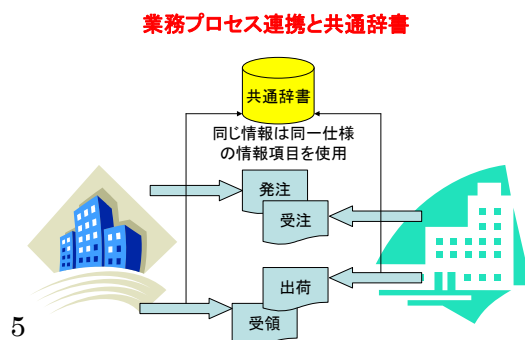 業務プロセス連携と共通辞書
共通辞書
同じ情報は同一仕様
の情報項目を使用
発注
受注
出荷
受領
5